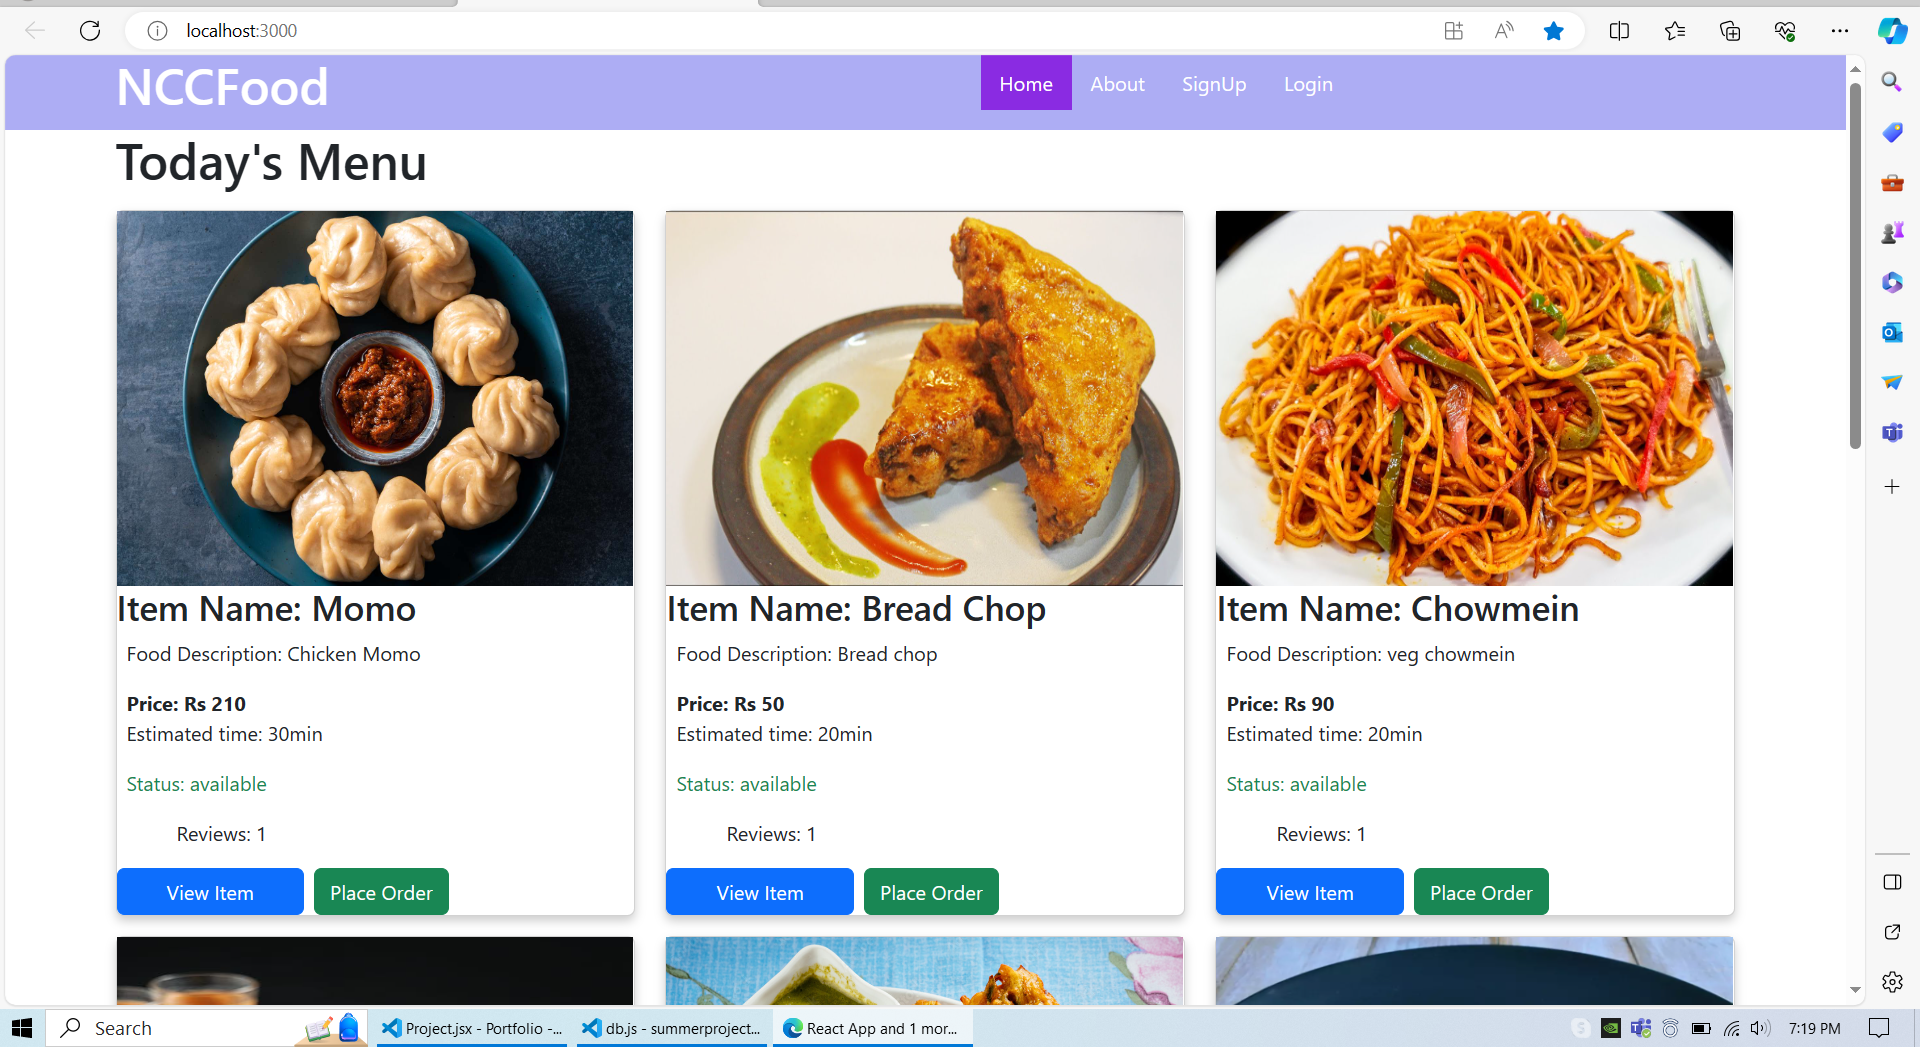 localhost:3000
NCCFood
Home About SignUp Login
Today's Menu
Item Name: Momo
Food Description: Chicken Momo
Price: Rs 210
Estimated time: 30min
Status: available
Reviews: 1
View Item Place Order
Item Name: Bread Chop
Food Description: Bread chop
Price: Rs 50
Estimated time: 20min
Status: available
Reviews: 1
View Item Place Order
Item Name: Chowmein
Food Description: veg chowmein
Price: Rs 90
Estimated time: 20min
Status: available
Reviews: 1
View Item Place Order
Search Project.jsx - Portfolio -... db.js - summerproject... React App and 1 mor... 7:19 PM